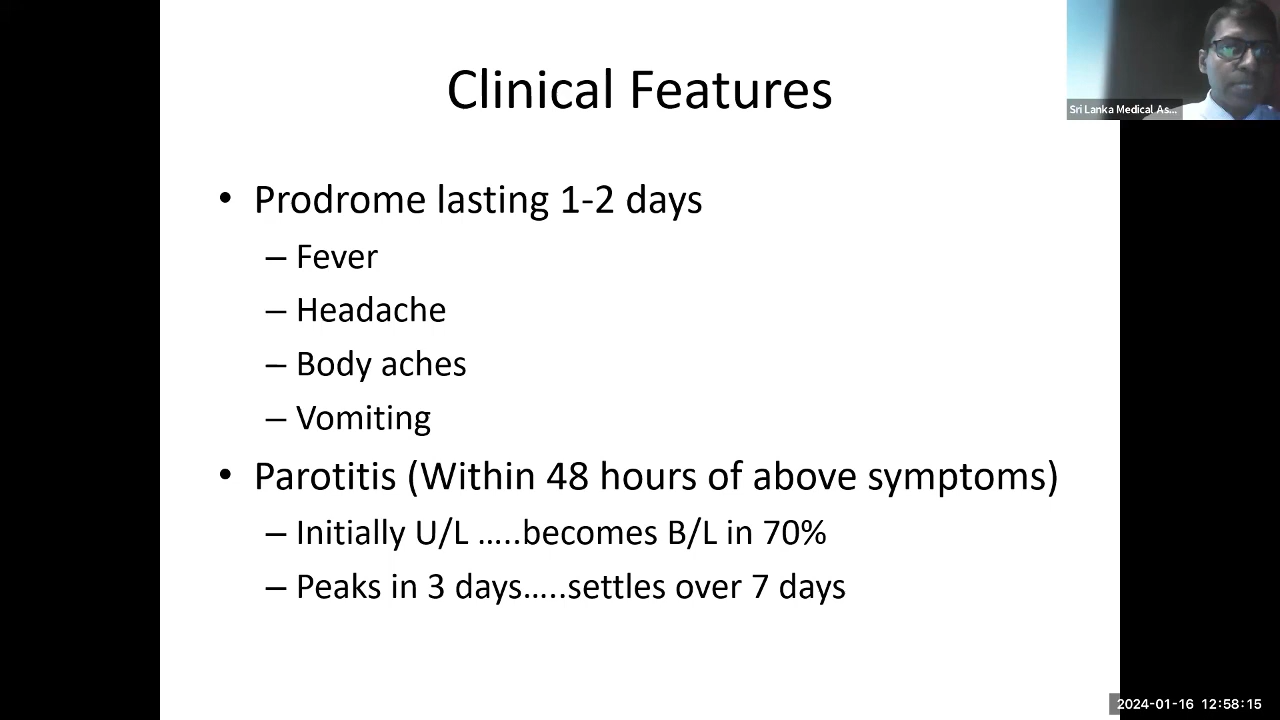 Clinical Features
Sri Lanka Medical As...
• Prodrome lasting 1-2 days
– Fever
– Headache
– Body aches
– Vomiting
• Parotitis (Within 48 hours of above symptoms)
– Initially U/L .....becomes B/L in 70%
– Peaks in 3 days.....settles over 7 days
2024-01-16 12:58:15